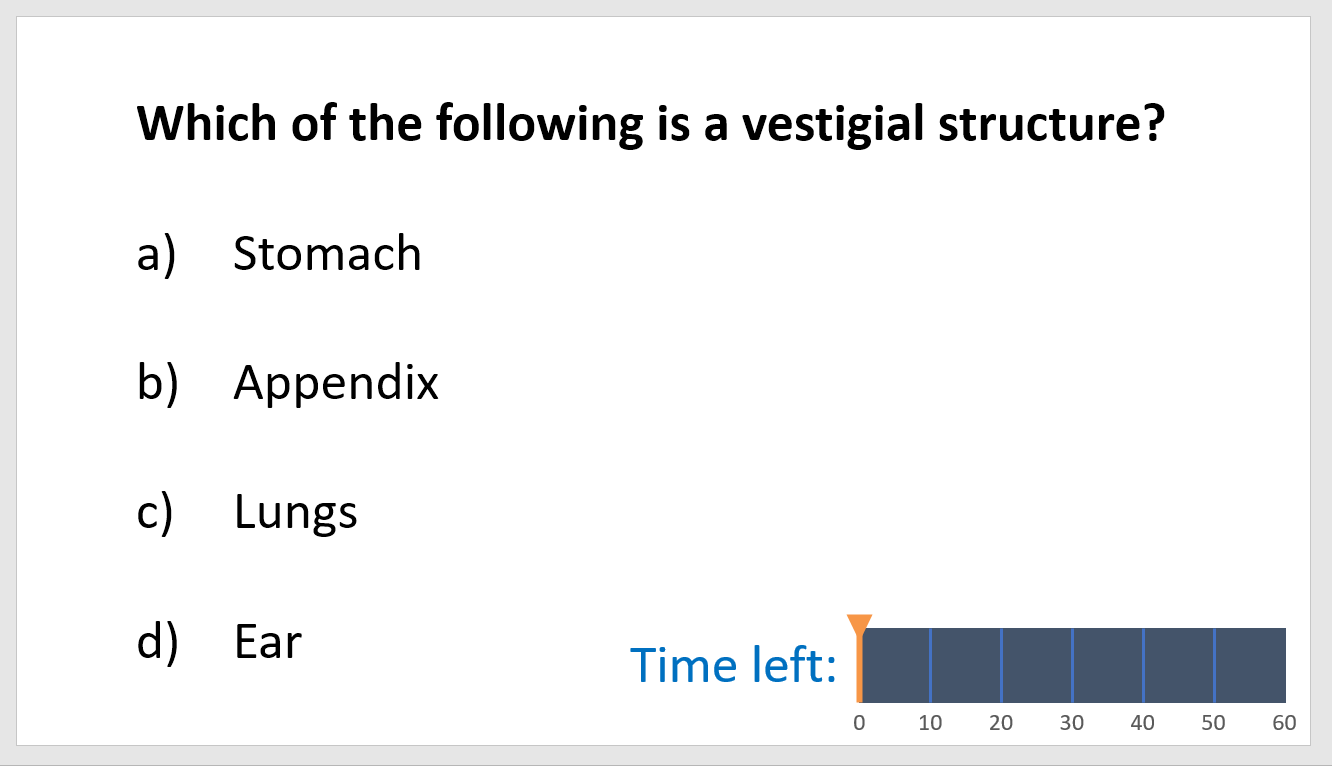 Which of the following is a vestigial structure?
a) Stomach
b) Appendix
c) Lungs
d) Ear
Time left:
0 10 20 30 40 50 60